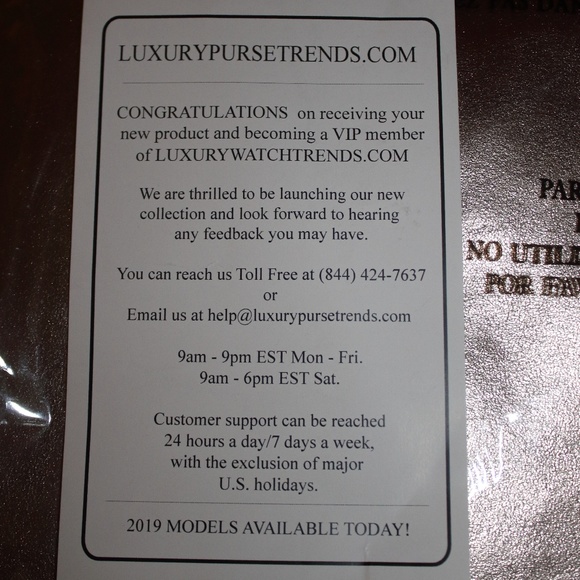 LUXURYPURSETRENDS.COM
CONGRATULATIONS on receiving your
new product and becoming a VIP member
of LUXURYWATCHTRENDS.COM
We are thrilled to be launching our new
collection and look forward to hearing
any feedback you may have.
You can reach us Toll Free at (844) 424-7637
or
Email us at help@luxurypursetrends.com
9am - 9pm EST Mon - Fri.
9am - 6pm EST Sat.
Customer support can be reached
24 hours a day/7 days a week,
with the exclusion of major
U.S. holidays.
2019 MODELS AVAILABLE TODAY!
PAS
NO
POR